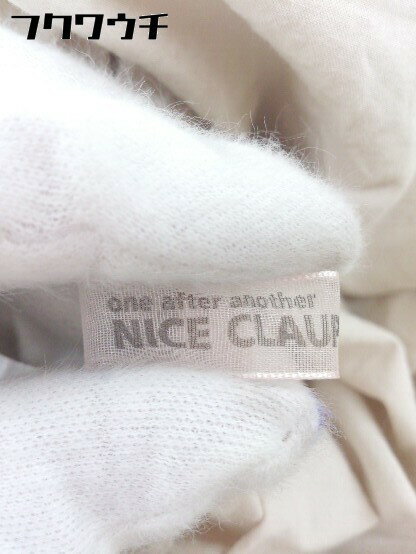 フクワウチ
one after another
NICE CLAUP